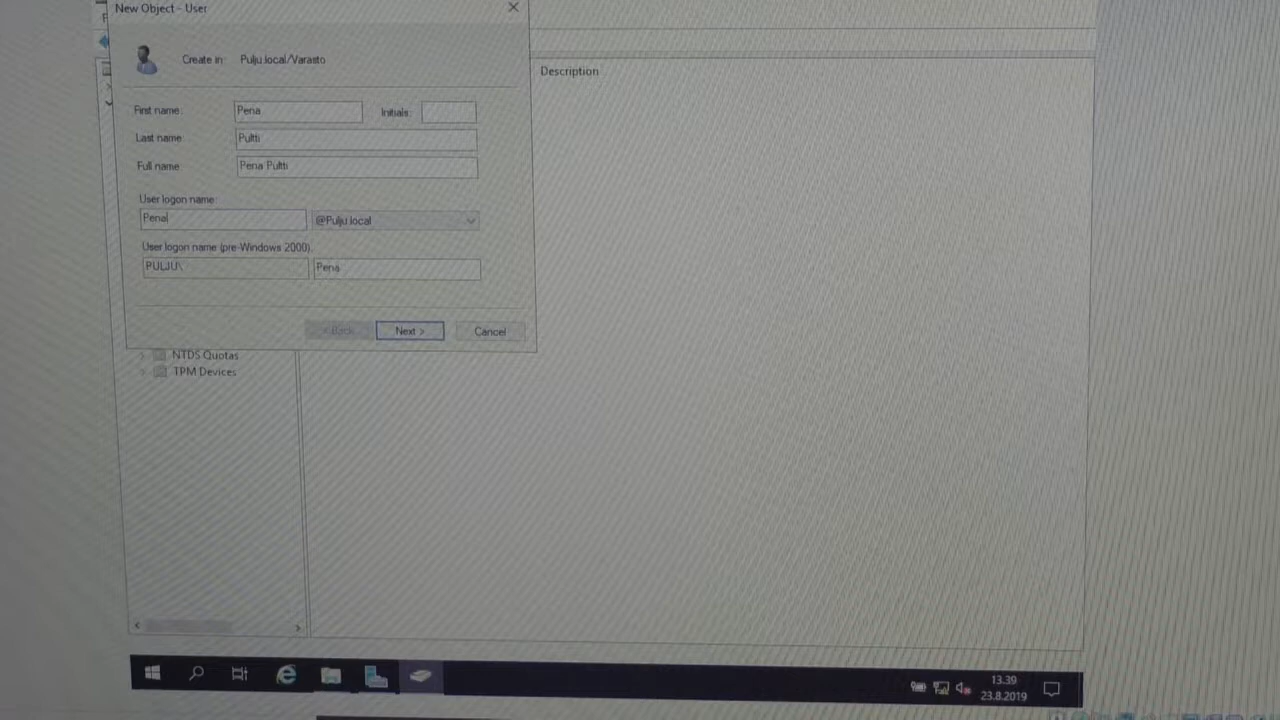 New Object - User
Create in: Pulju.local/Varasto
Description
First name: Pena Initials:
Last name: Pultti
Full name: Pena Pultti
User logon name:
Pena @Pulju.local
User logon name (pre-Windows 2000):
PULJU\ Pena
< Back Next > Cancel
NTDS Quotas
TPM Devices
13.39
23.8.2019